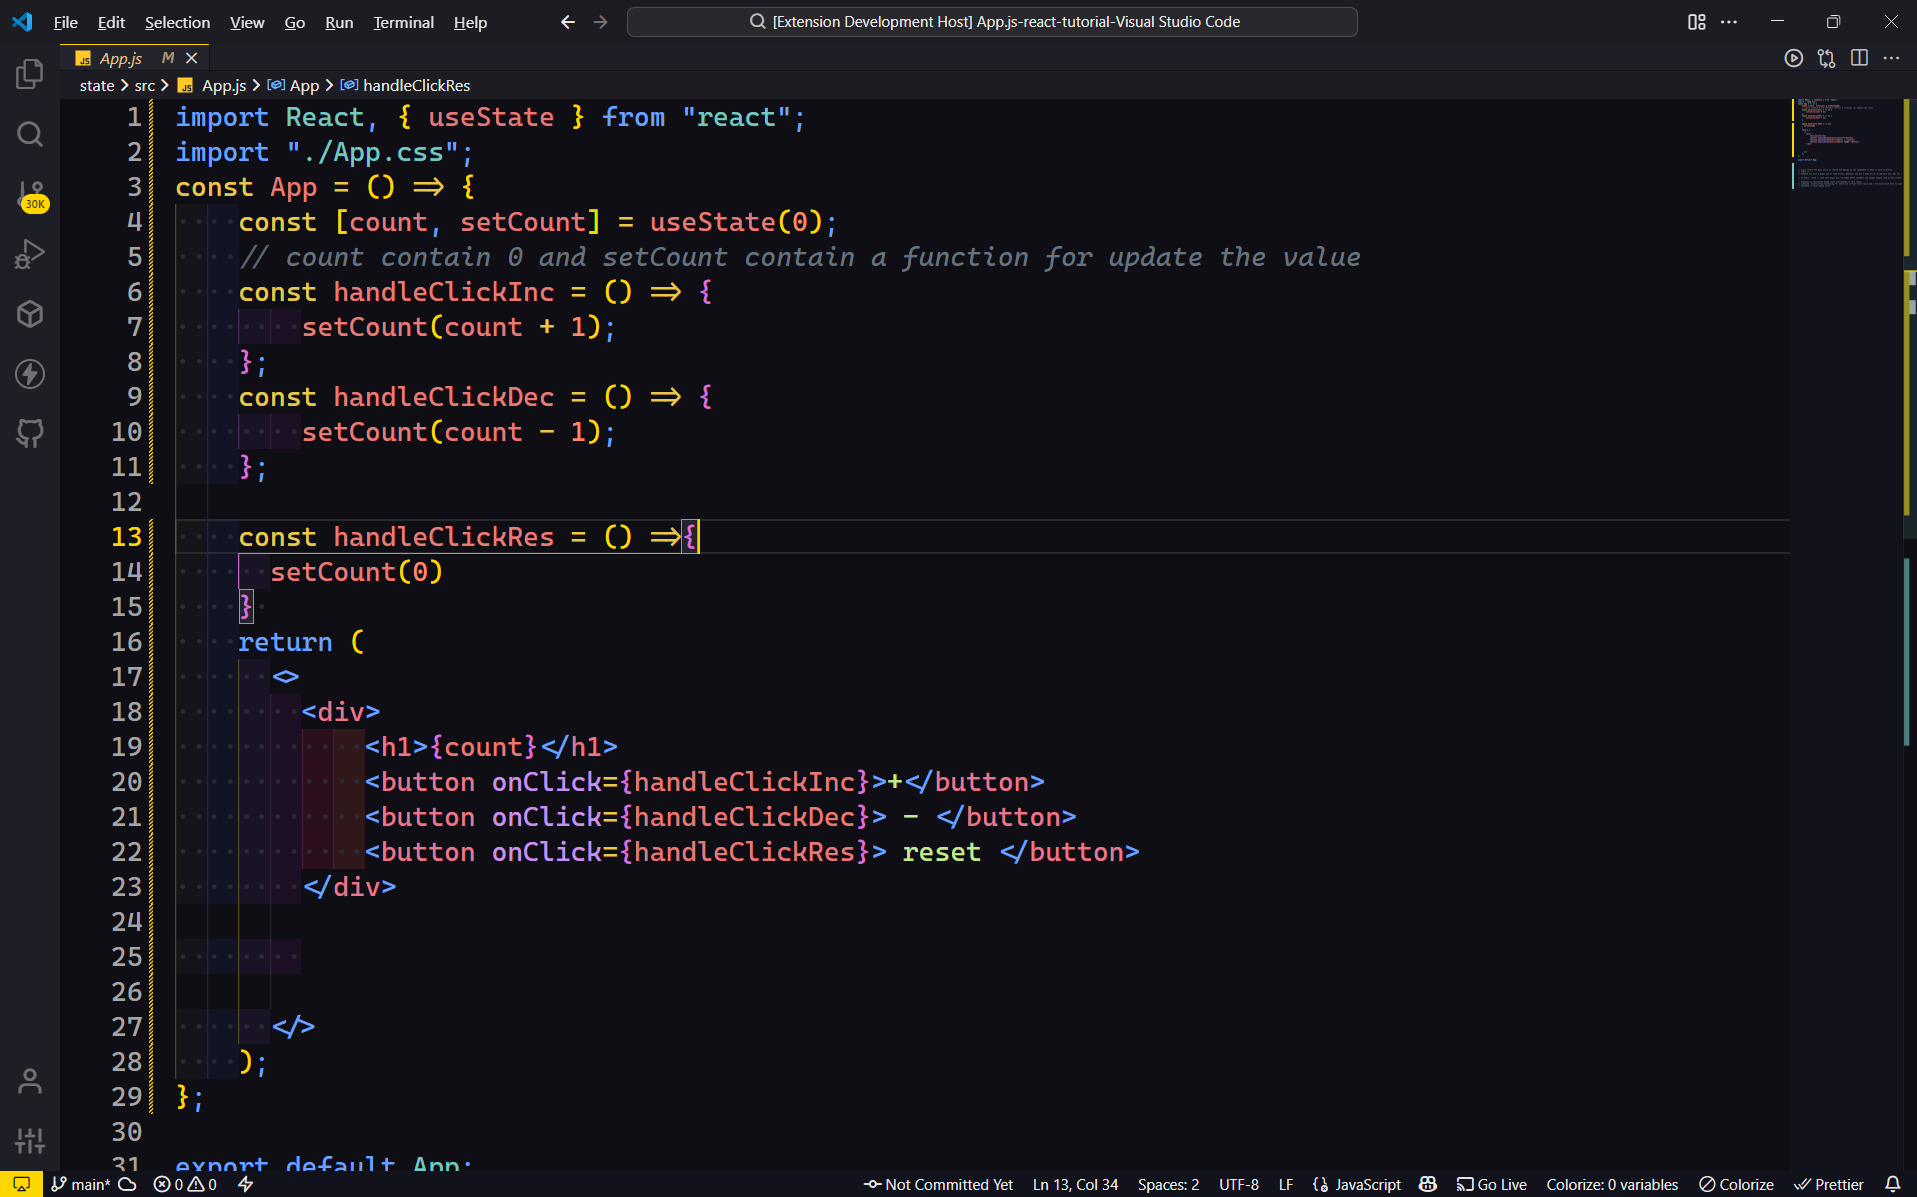 File Edit Selection View Go Run Terminal Help
[Extension Development Host] App.js-react-tutorial-Visual Studio Code
JS App.js M
state > src > JS App.js > App > handleClickRes
1 import React, { useState } from "react";
2 import "./App.css";
3 const App = () => {
4 const [count, setCount] = useState(0);
5 // count contain 0 and setCount contain a function for update the value
6 const handleClickInc = () => {
7 setCount(count + 1);
8 };
9 const handleClickDec = () => {
10 setCount(count - 1);
11 };
12
13 const handleClickRes = () =>{
14 setCount(0)
15 }
16 return (
17 <>
18 <div>
19 <h1>{count}</h1>
20 <button onClick={handleClickInc}>+</button>
21 <button onClick={handleClickDec}> - </button>
22 <button onClick={handleClickRes}> reset </button>
23 </div>
24
25
26
27 </>
28 );
29 };
30
31 export default App;
30K
main* 0 0 Not Committed Yet Ln 13, Col 34 Spaces: 2 UTF-8 LF JavaScript Go Live Colorize: 0 variables Colorize Prettier